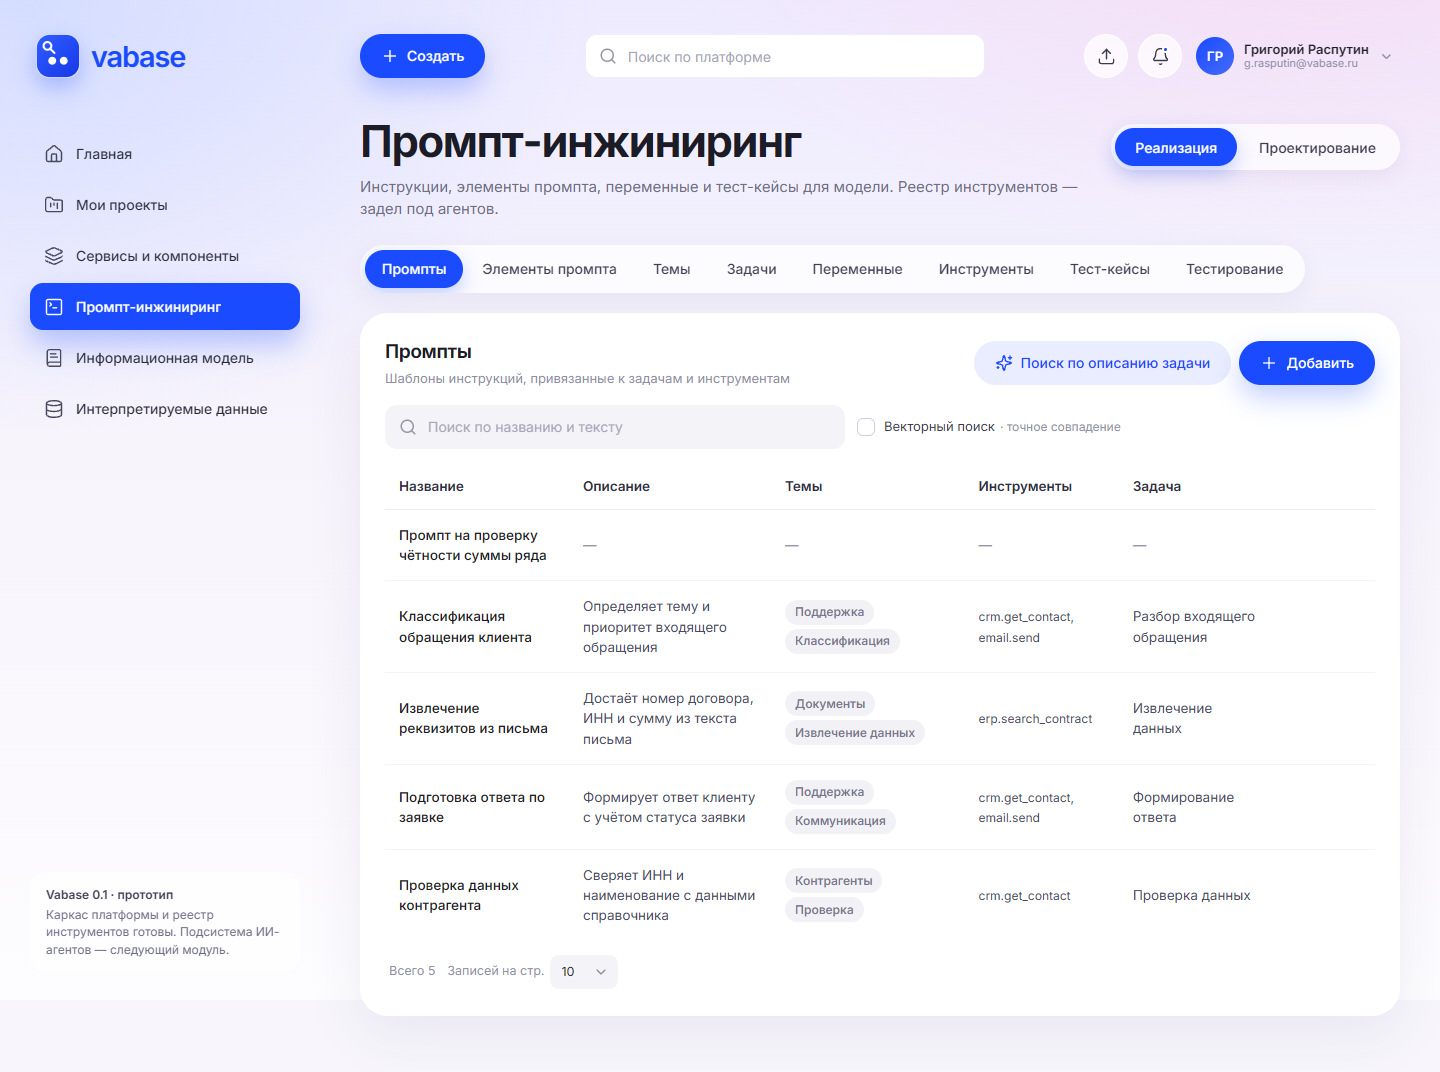 vabase
Создать
Поиск по платформе
ГР
Григорий Распутин
g.rasputin@vabase.ru
Главная
Мои проекты
Сервисы и компоненты
Промпт-инжиниринг
Информационная модель
Интерпретируемые данные
Vabase 0.1 · прототип
Каркас платформы и реестр
инструментов готовы. Подсистема ИИ-
агентов — следующий модуль.
Промпт-инжиниринг
Инструкции, элементы промпта, переменные и тест-кейсы для модели. Реестр инструментов —
задел под агентов.
Реализация
Проектирование
Промпты
Элементы промпта
Темы
Задачи
Переменные
Инструменты
Тест-кейсы
Тестирование
Промпты
Шаблоны инструкций, привязанные к задачам и инструментам
Поиск по описанию задачи
Добавить
Поиск по названию и тексту
Векторный поиск · точное совпадение
Название
Описание
Темы
Инструменты
Задача
Промпт на проверку
чётности суммы ряда
—
—
—
—
Классификация
обращения клиента
Определяет тему и
приоритет входящего
обращения
Поддержка
Классификация
crm.get_contact,
email.send
Разбор входящего
обращения
Извлечение
реквизитов из письма
Достаёт номер договора,
ИНН и сумму из текста
письма
Документы
Извлечение данных
erp.search_contract
Извлечение
данных
Подготовка ответа по
заявке
Формирует ответ клиенту
с учётом статуса заявки
Поддержка
Коммуникация
crm.get_contact,
email.send
Формирование
ответа
Проверка данных
контрагента
Сверяет ИНН и
наименование с данными
справочника
Контрагенты
Проверка
crm.get_contact
Проверка данных
Всего 5
Записей на стр.
10